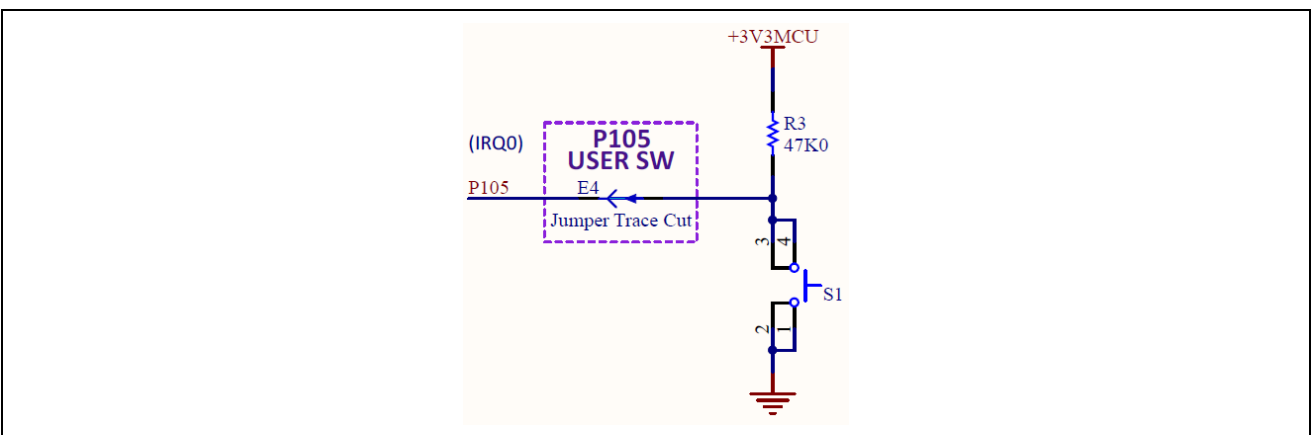 +3V3MCU
R3
47K0
(IRQ0)
P105
USER SW
P105
E4
Jumper Trace Cut
3
4
S1
2
1